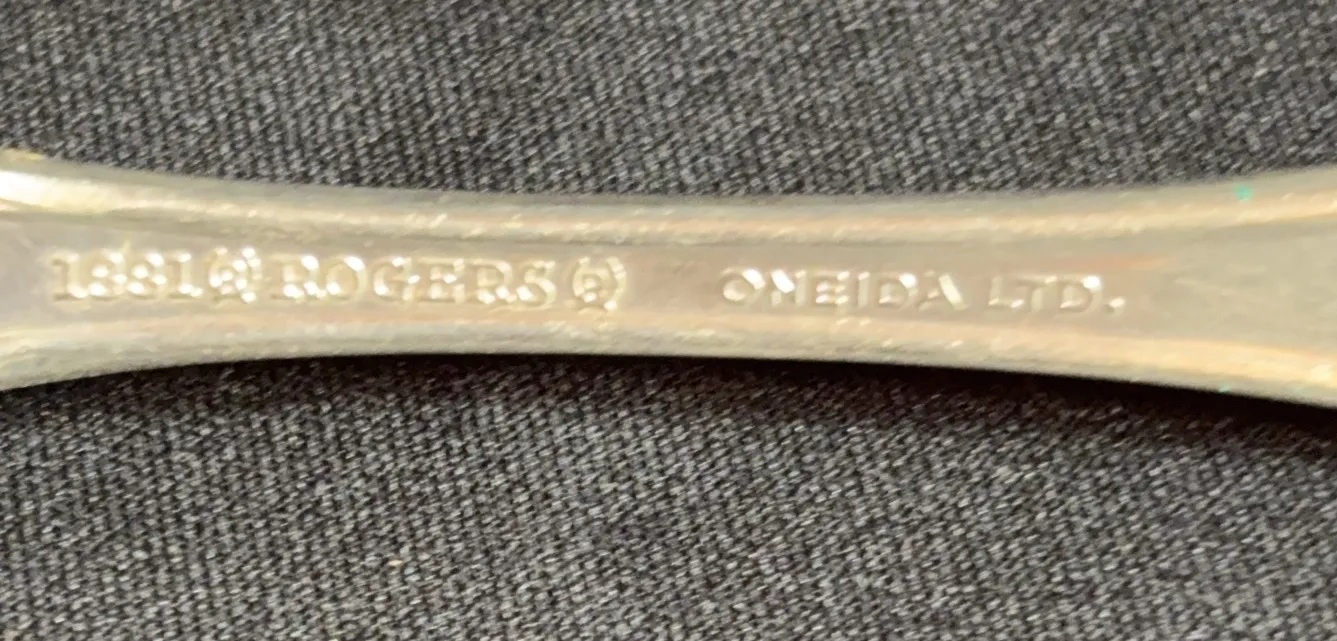 1881 ® ROGERS ® ONEIDA LTD.